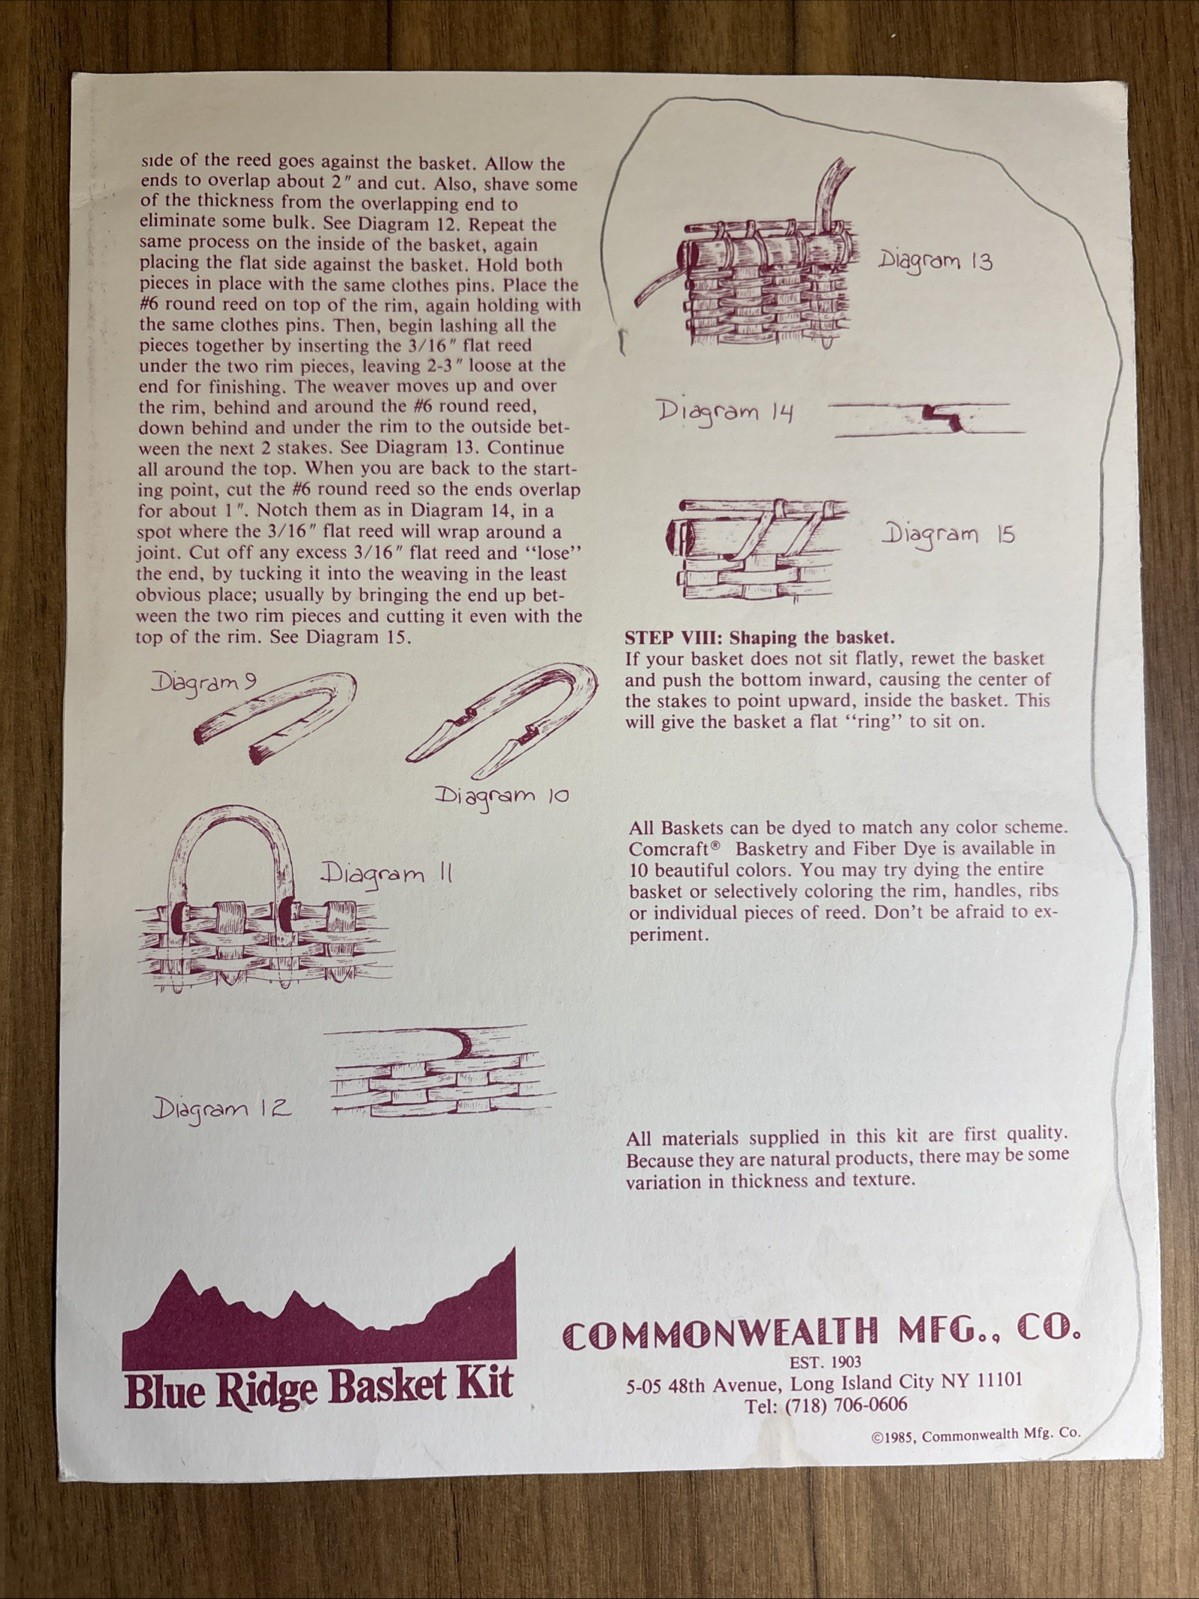 side of the reed goes against the basket. Allow the
ends to overlap about 2" and cut. Also, shave some
of the thickness from the overlapping end to
eliminate some bulk. See Diagram 12. Repeat the
same process on the inside of the basket, again
placing the flat side against the basket. Hold both
pieces in place with the same clothes pins. Place the
#6 round reed on top of the rim, again holding with
the same clothes pins. Then, begin lashing all the
pieces together by inserting the 3/16" flat reed
under the two rim pieces, leaving 2-3" loose at the
end for finishing. The weaver moves up and over
the rim, behind and around the #6 round reed,
down behind and under the rim to the outside bet-
ween the next 2 stakes. See Diagram 13. Continue
all around the top. When you are back to the start-
ing point, cut the #6 round reed so the ends overlap
for about 1". Notch them as in Diagram 14, in a
spot where the 3/16" flat reed will wrap around a
joint. Cut off any excess 3/16" flat reed and "lose"
the end, by tucking it into the weaving in the least
obvious place; usually by bringing the end up bet-
ween the two rim pieces and cutting it even with the
top of the rim. See Diagram 15.
Diagram 9
Diagram 10
Diagram 11
Diagram 12
Diagram 13
Diagram 14
Diagram 15
STEP VIII: Shaping the basket.
If your basket does not sit flatly, rewet the basket
and push the bottom inward, causing the center of
the stakes to point upward, inside the basket. This
will give the basket a flat "ring" to sit on.
All Baskets can be dyed to match any color scheme.
Comcraft® Basketry and Fiber Dye is available in
10 beautiful colors. You may try dying the entire
basket or selectively coloring the rim, handles, ribs
or individual pieces of reed. Don't be afraid to ex-
periment.
All materials supplied in this kit are first quality.
Because they are natural products, there may be some
variation in thickness and texture.
Blue Ridge Basket Kit
COMMONWEALTH MFG., CO.
EST. 1903
5-05 48th Avenue, Long Island City NY 11101
Tel: (718) 706-0606
©1985, Commonwealth Mfg. Co.